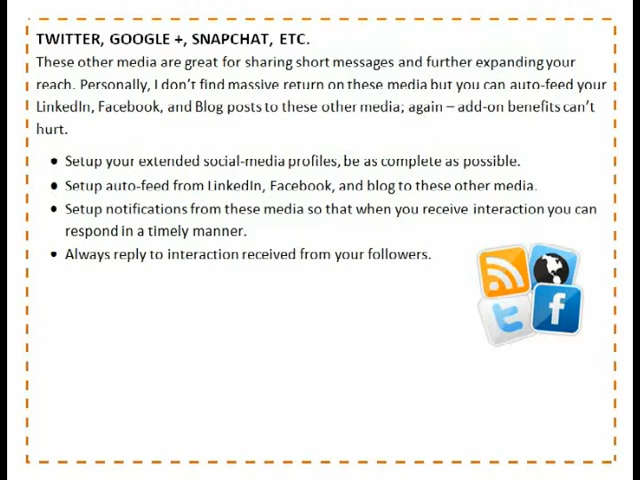 TWITTER, GOOGLE +, SNAPCHAT, ETC.
These other media are great for sharing short messages and further expanding your
reach. Personally, I don't find massive return on these media but you can auto-feed your
LinkedIn, Facebook, and Blog posts to these other media; again – add-on benefits can't
hurt.
• Setup your extended social-media profiles, be as complete as possible.
• Setup auto-feed from LinkedIn, Facebook, and blog to these other media.
• Setup notifications from these media so that when you receive interaction you can
respond in a timely manner.
• Always reply to interaction received from your followers.